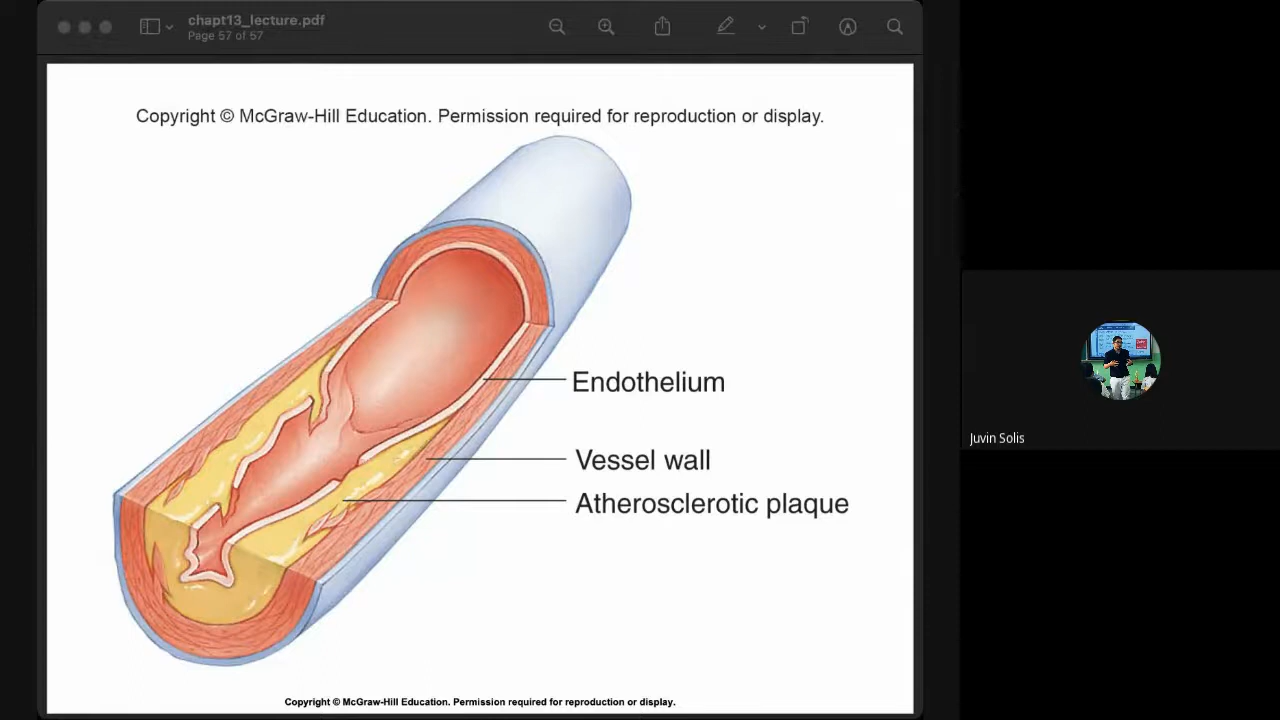 chapt13_lecture.pdf
Page 57 of 57
Copyright © McGraw-Hill Education. Permission required for reproduction or display.
Endothelium
Vessel wall
Atherosclerotic plaque
Juvin Solis
Copyright © McGraw-Hill Education. Permission required for reproduction or display.